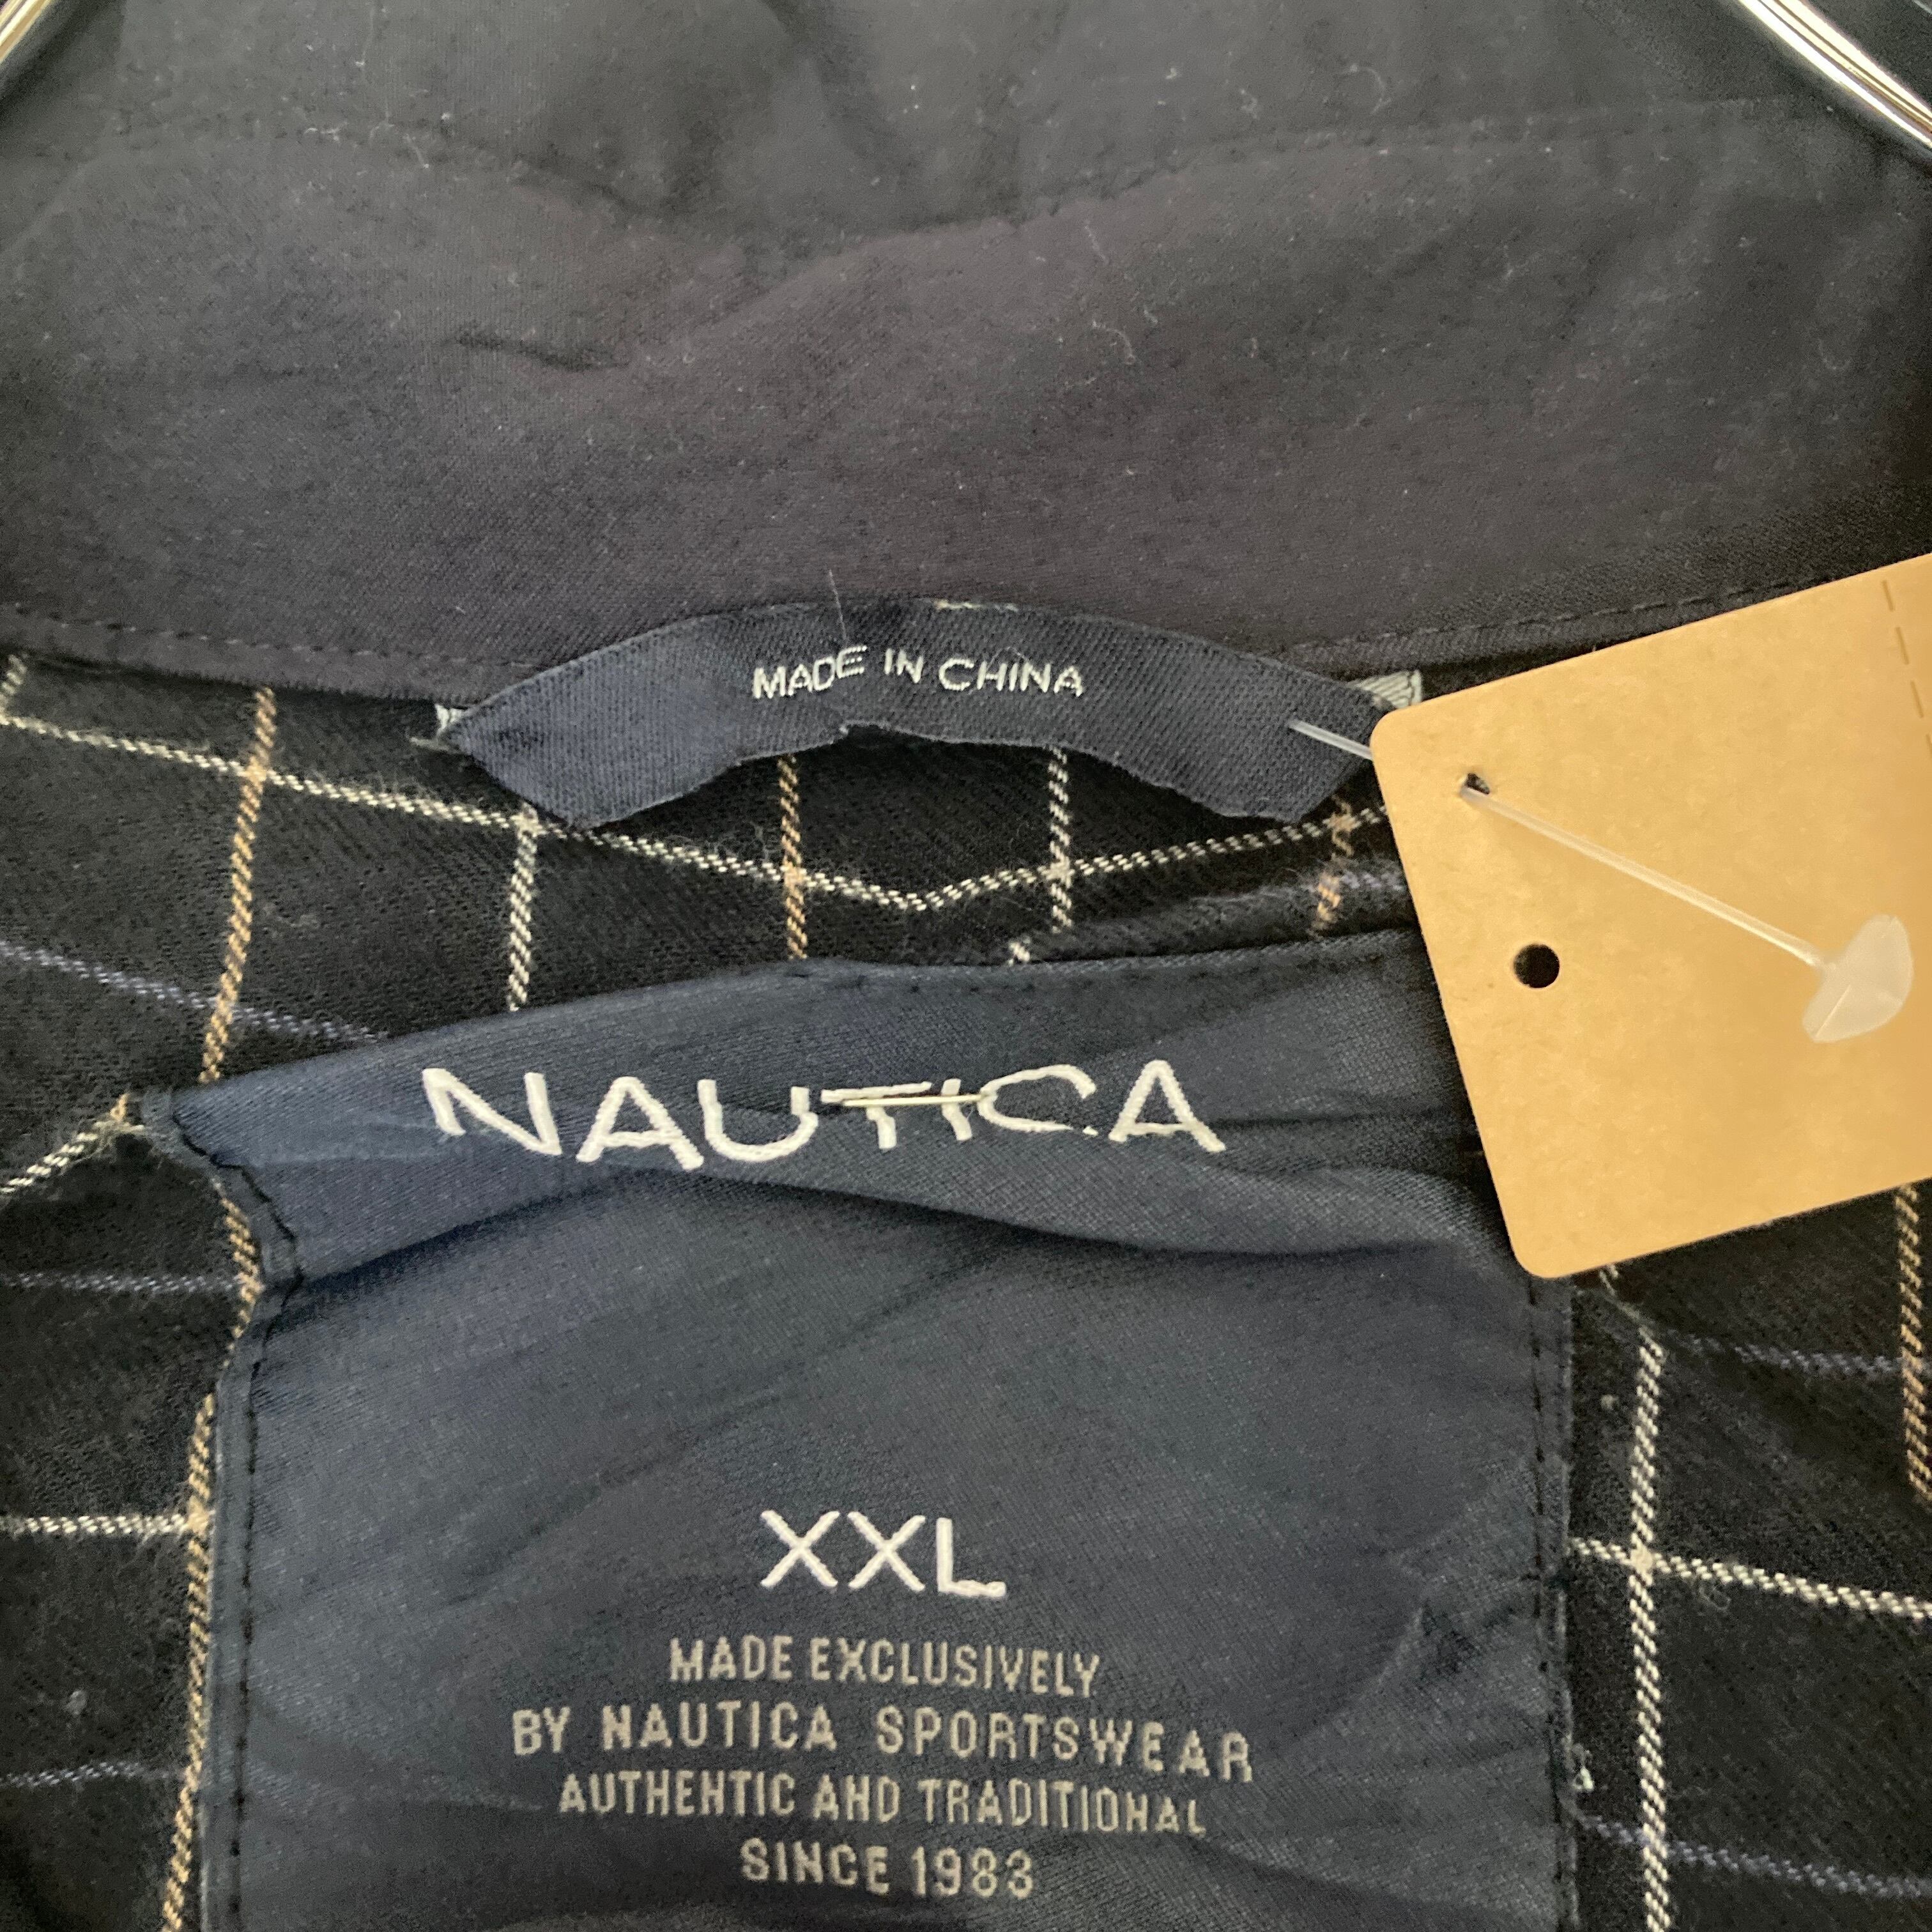 MADE IN CHINA
NAUTICA
XXL
MADE EXCLUSIVELY
BY NAUTICA SPORTSWEAR
AUTHENTIC AND TRADITIONAL
SINCE 1983